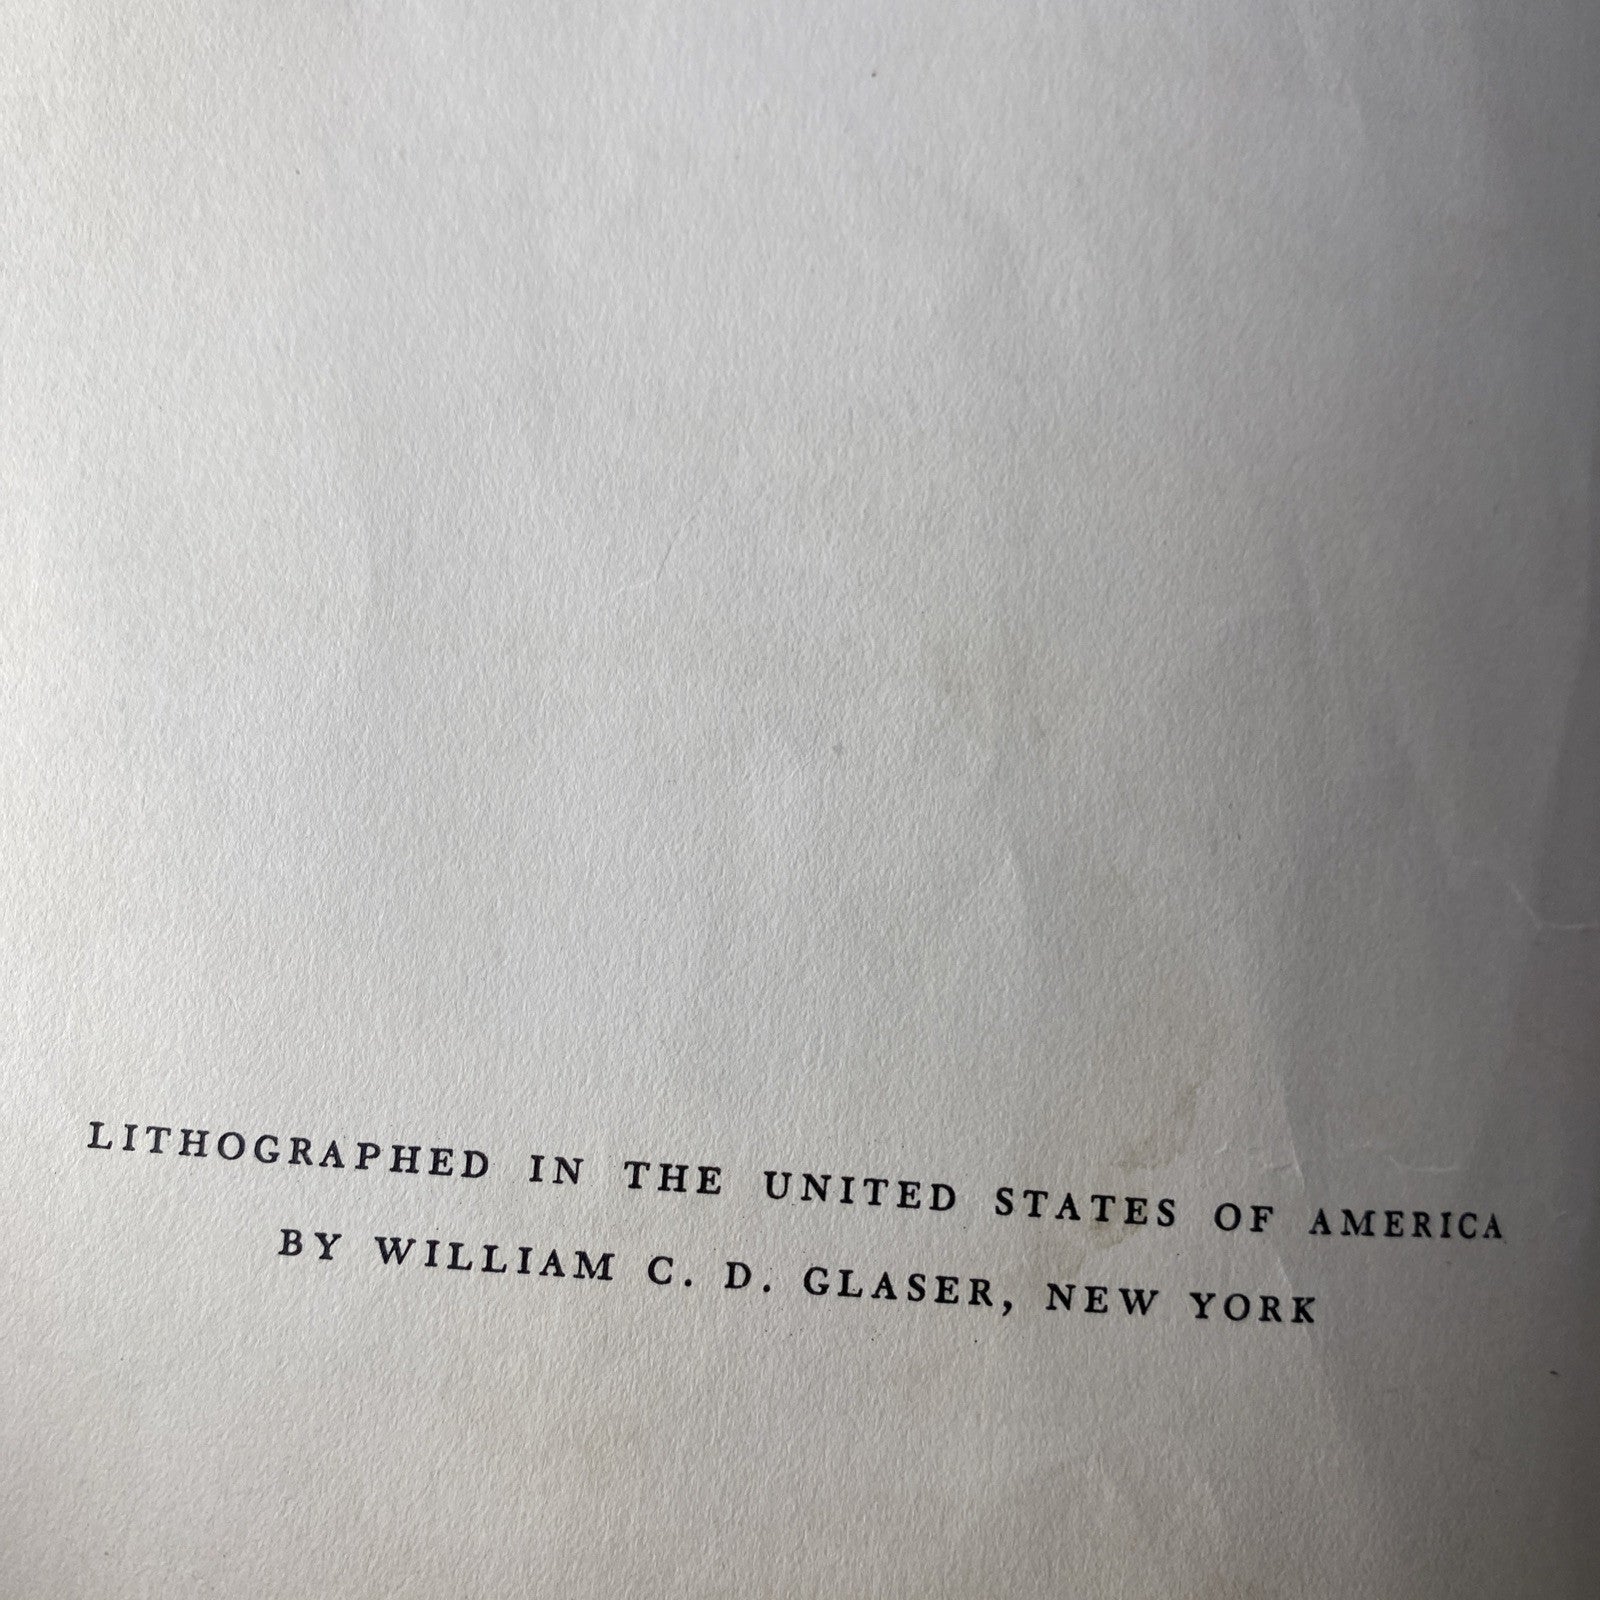 LITHOGRAPHED IN THE UNITED STATES OF AMERICA
BY WILLIAM C. D. GLASER, NEW YORK